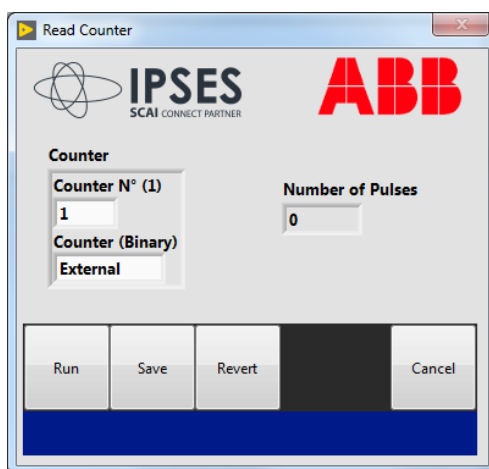 Read Counter
IPSES
SCAI CONNECT PARTNER
ABB
Counter
Counter N° (1)
1
Counter (Binary)
External
Number of Pulses
0
Run
Save
Revert
Cancel